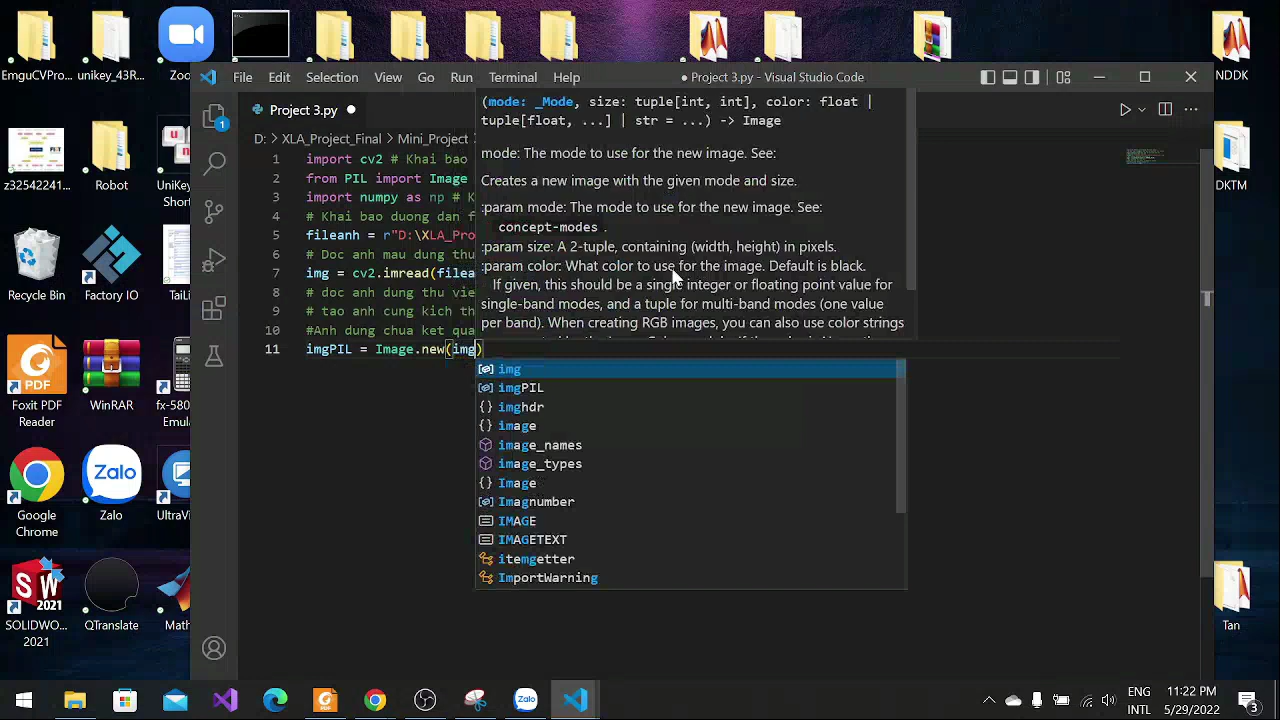 EnguCVPro...
unikey_43R...
Zoo
NDDK
File Edit Selection View Go Run Terminal Help
● Project 3.py - Visual Studio Code
Project 3.py ●
D: > XLA_Project_Final > Mini_Project
(mode: _Mode, size: tuple[int, int], color: float |
tuple[float, ...] | str = ...) -> Image
mode: The mode to use for the new image. See:
Creates a new image with the given mode and size.
:param mode: The mode to use for the new image. See:
concept-modes
:param size: A 2-tuple, containing (width, height) in pixels.
:param color: What color to use for the image. Default is black.
If given, this should be a single integer or floating point value for
single-band modes, and a tuple for multi-band modes (one value
per band). When creating RGB images, you can also use color strings
1 import cv2 # Khai bao
2 from PIL import Image
3 import numpy as np # K
4 # Khai bao duong dan f
5 fileanh = r"D:\XLA_Pro
6 # Doc anh mau dung thu
7 img = cv2.imread(filea
8 # doc anh dung thu vie
9 # tao anh cung kich th
10 #Anh dung chua ket qua
11 imgPIL = Image.new(img)
img
imgPIL
imghdr
image
image_names
image_types
Image
Imagnumber
IMAGE
IMAGETEXT
itemgetter
ImportWarning
z32542241...
Robot
UniKey
Short
DKTM
Recycle Bin
Factory IO
Foxit PDF
Reader
WinRAR
fx-580
Emula
Google
Chrome
Zalo
Zalo
UltraVi
SOLIDWO...
2021
QTranslate
Math
Tan
PDF
1
Zalo
ENG
INTL
11:22 PM
5/29/2022
3